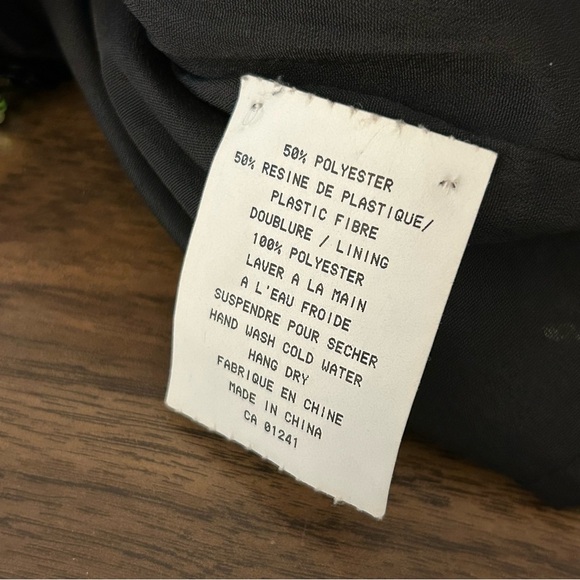 50% POLYESTER
50% RESINE DE PLASTIQUE/
PLASTIC FIBRE
DOUBLURE / LINING
100% POLYESTER
LAVER A LA MAIN
A L'EAU FROIDE
SUSPENDRE POUR SECHER
HAND WASH COLD WATER
HANG DRY
FABRIQUE EN CHINE
MADE IN CHINA
CA 01241